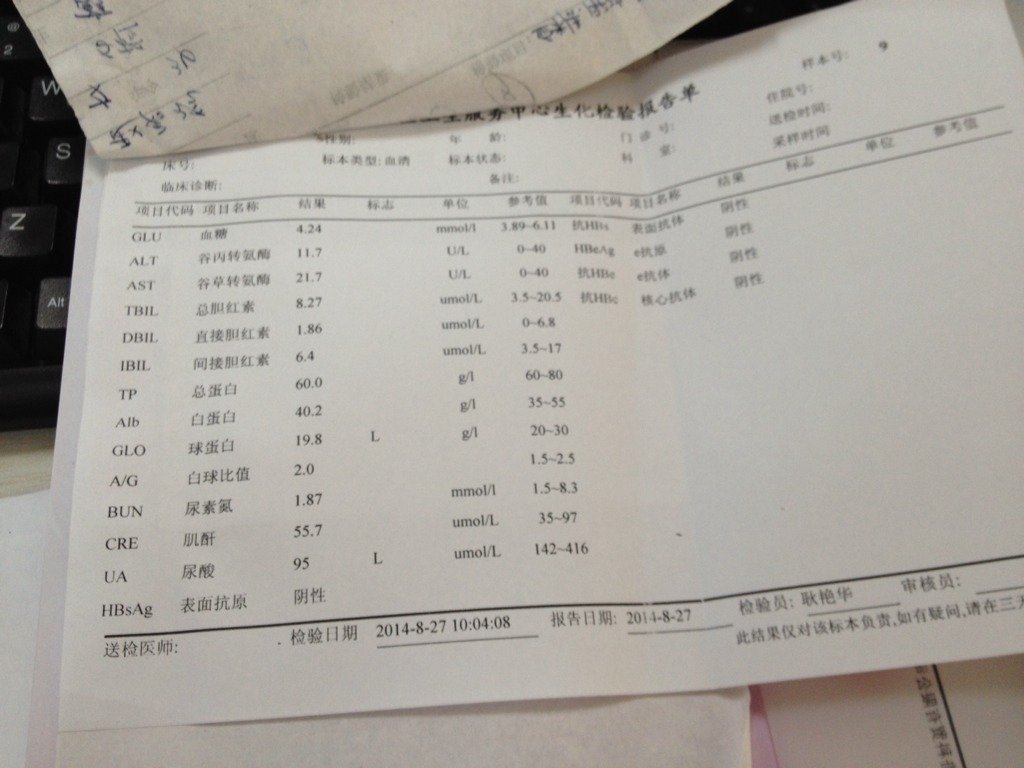 服务中心生化检验报告单
样本号: 9
性别: 年 龄: 门 诊 号: 住院号:
床号: 标本类型: 血清 标本状态: 科 室: 送检时间:
临床诊断: 备注: 采样时间
项目代码 项目名称 结果 标志 单位 参考值 项目代码 项目名称 结果 标志 单位 参考值
GLU 血糖 4.24 mmol/l 3.89~6.11 抗HBs 表面抗体 阴性
ALT 谷丙转氨酶 11.7 U/L 0~40 HBeAg e抗原 阴性
AST 谷草转氨酶 21.7 U/L 0~40 抗HBe e抗体 阴性
TBIL 总胆红素 8.27 umol/L 3.5~20.5 抗HBc 核心抗体 阴性
DBIL 直接胆红素 1.86 umol/L 0~6.8
IBIL 间接胆红素 6.4 umol/L 3.5~17
TP 总蛋白 60.0 g/l 60~80
Alb 白蛋白 40.2 g/l 35~55
GLO 球蛋白 19.8 L g/l 20~30
A/G 白球比值 2.0 1.5~2.5
BUN 尿素氮 1.87 mmol/l 1.5~8.3
CRE 肌酐 55.7 umol/L 35~97
UA 尿酸 95 L umol/L 142~416
HBsAg 表面抗原 阴性
送检医师: 检验日期 2014-8-27 10:04:08 报告日期: 2014-8-27 检验员: 耿艳华 审核员:
此结果仅对该标本负责,如有疑问,请在三天
2
W
S
Z
Alt